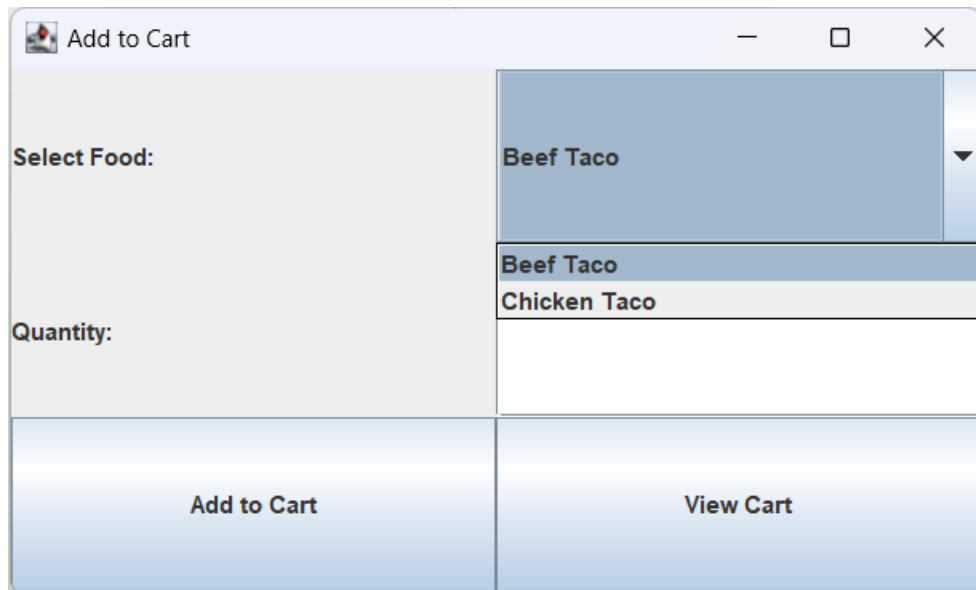 Add to Cart
Select Food:
Beef Taco
Beef Taco
Chicken Taco
Quantity:
Add to Cart
View Cart